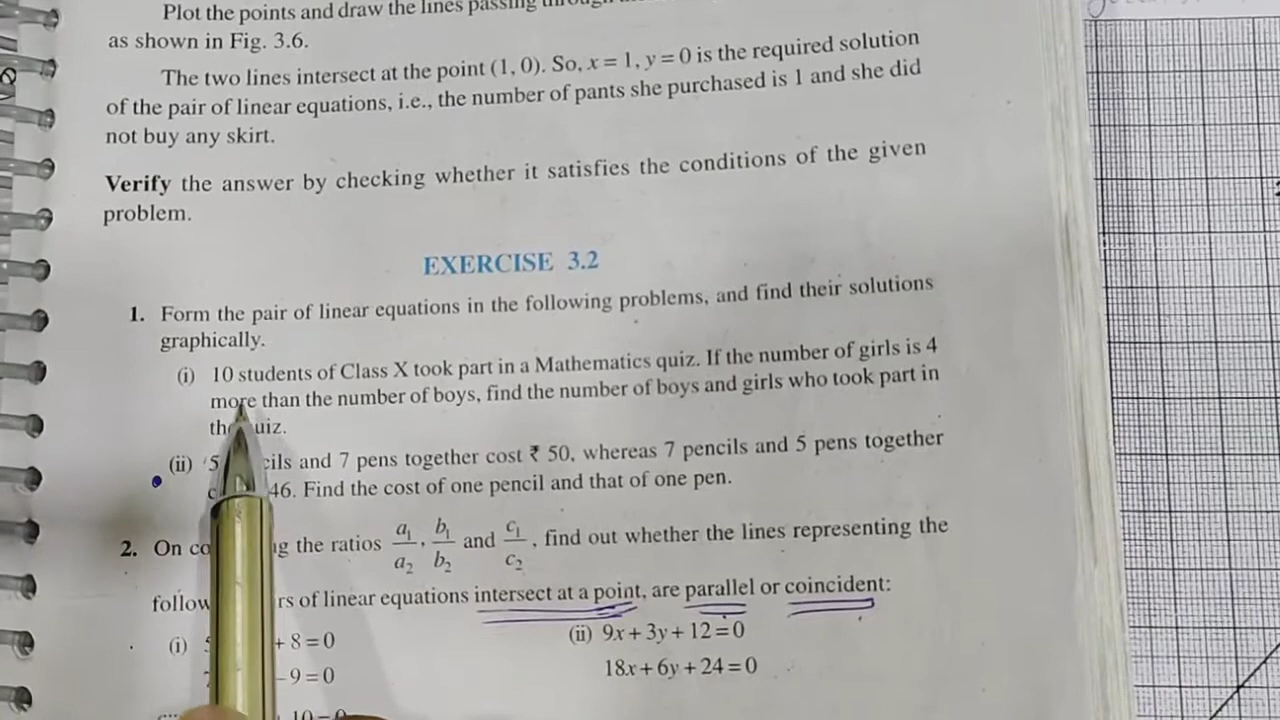 Plot the points and draw the lines passing
as shown in Fig. 3.6.
The two lines intersect at the point (1, 0). So, x = 1, y = 0 is the required solution
of the pair of linear equations, i.e., the number of pants she purchased is 1 and she did
not buy any skirt.
Verify the answer by checking whether it satisfies the conditions of the given
problem.
EXERCISE 3.2
1. Form the pair of linear equations in the following problems, and find their solutions
graphically.
(i) 10 students of Class X took part in a Mathematics quiz. If the number of girls is 4
more than the number of boys, find the number of boys and girls who took part in
uiz.
(ii) 5 cils and 7 pens together cost ₹ 50, whereas 7 pencils and 5 pens together
46. Find the cost of one pencil and that of one pen.
2. On co g the ratios a₁/a₂, b₁/b₂ and c₁/c₂, find out whether the lines representing the
follow rs of linear equations intersect at a point, are parallel or coincident:
(i) + 8 = 0 (ii) 9x + 3y + 12 = 0
– 9 = 0 18x + 6y + 24 = 0